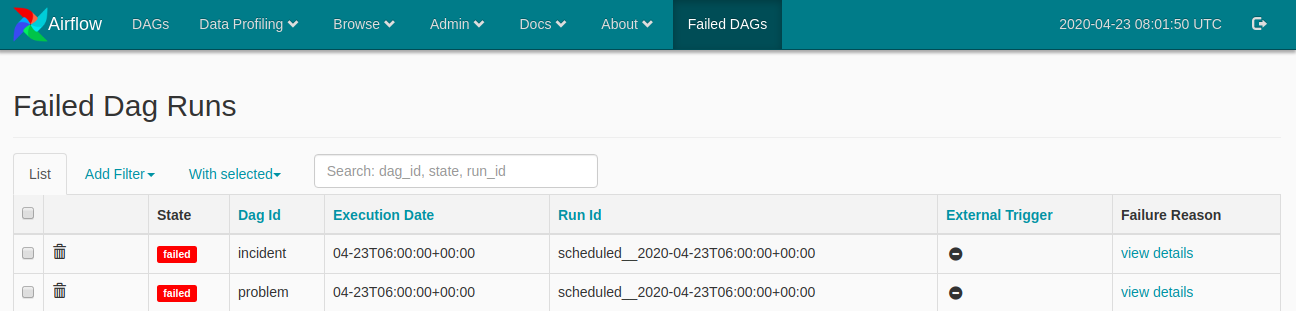 Airflow DAGs Data Profiling Browse Admin Docs About Failed DAGs 2020-04-23 08:01:50 UTC
Failed Dag Runs
List Add Filter With selected Search: dag_id, state, run_id
State Dag Id Execution Date Run Id External Trigger Failure Reason
failed incident 04-23T06:00:00+00:00 scheduled__2020-04-23T06:00:00+00:00 view details
failed problem 04-23T06:00:00+00:00 scheduled__2020-04-23T06:00:00+00:00 view details